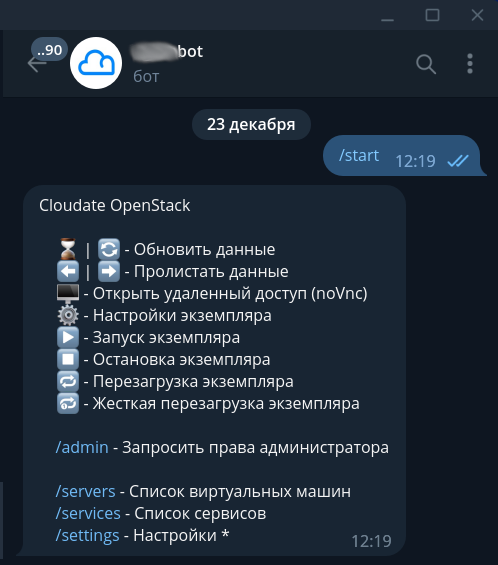 ..90
bot
бот
23 декабря
/start 12:19
Cloudate OpenStack
⏳ | 🔄 - Обновить данные
⬅️ | ➡️ - Пролистать данные
🖥 - Открыть удаленный доступ (noVnc)
⚙️ - Настройки экземпляра
▶️ - Запуск экземпляра
⏹ - Остановка экземпляра
🔁 - Перезагрузка экземпляра
🔂 - Жесткая перезагрузка экземпляра
/admin - Запросить права администратора
/servers - Список виртуальных машин
/services - Список сервисов
/settings - Настройки *
12:19